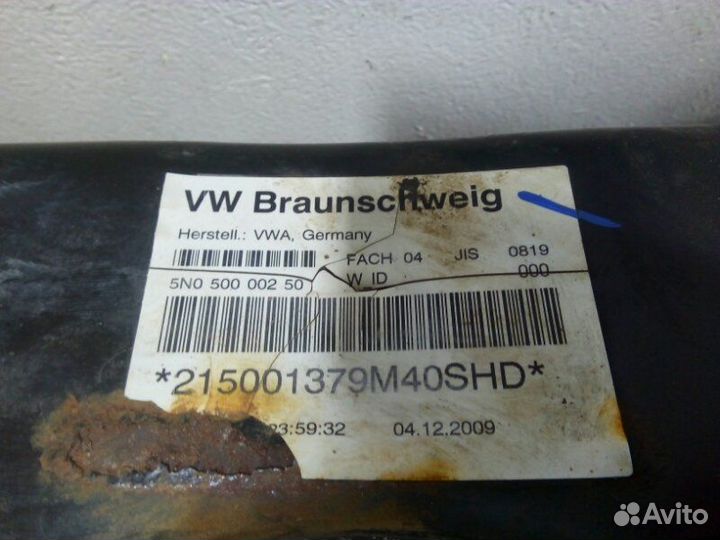 VW Braunschweig
Herstell.: VWA, Germany
FACH 04 JIS 0819
5N0 500 002 50 W ID 000
*215001379M40SHD*
23:59:32 04.12.2009
Avito